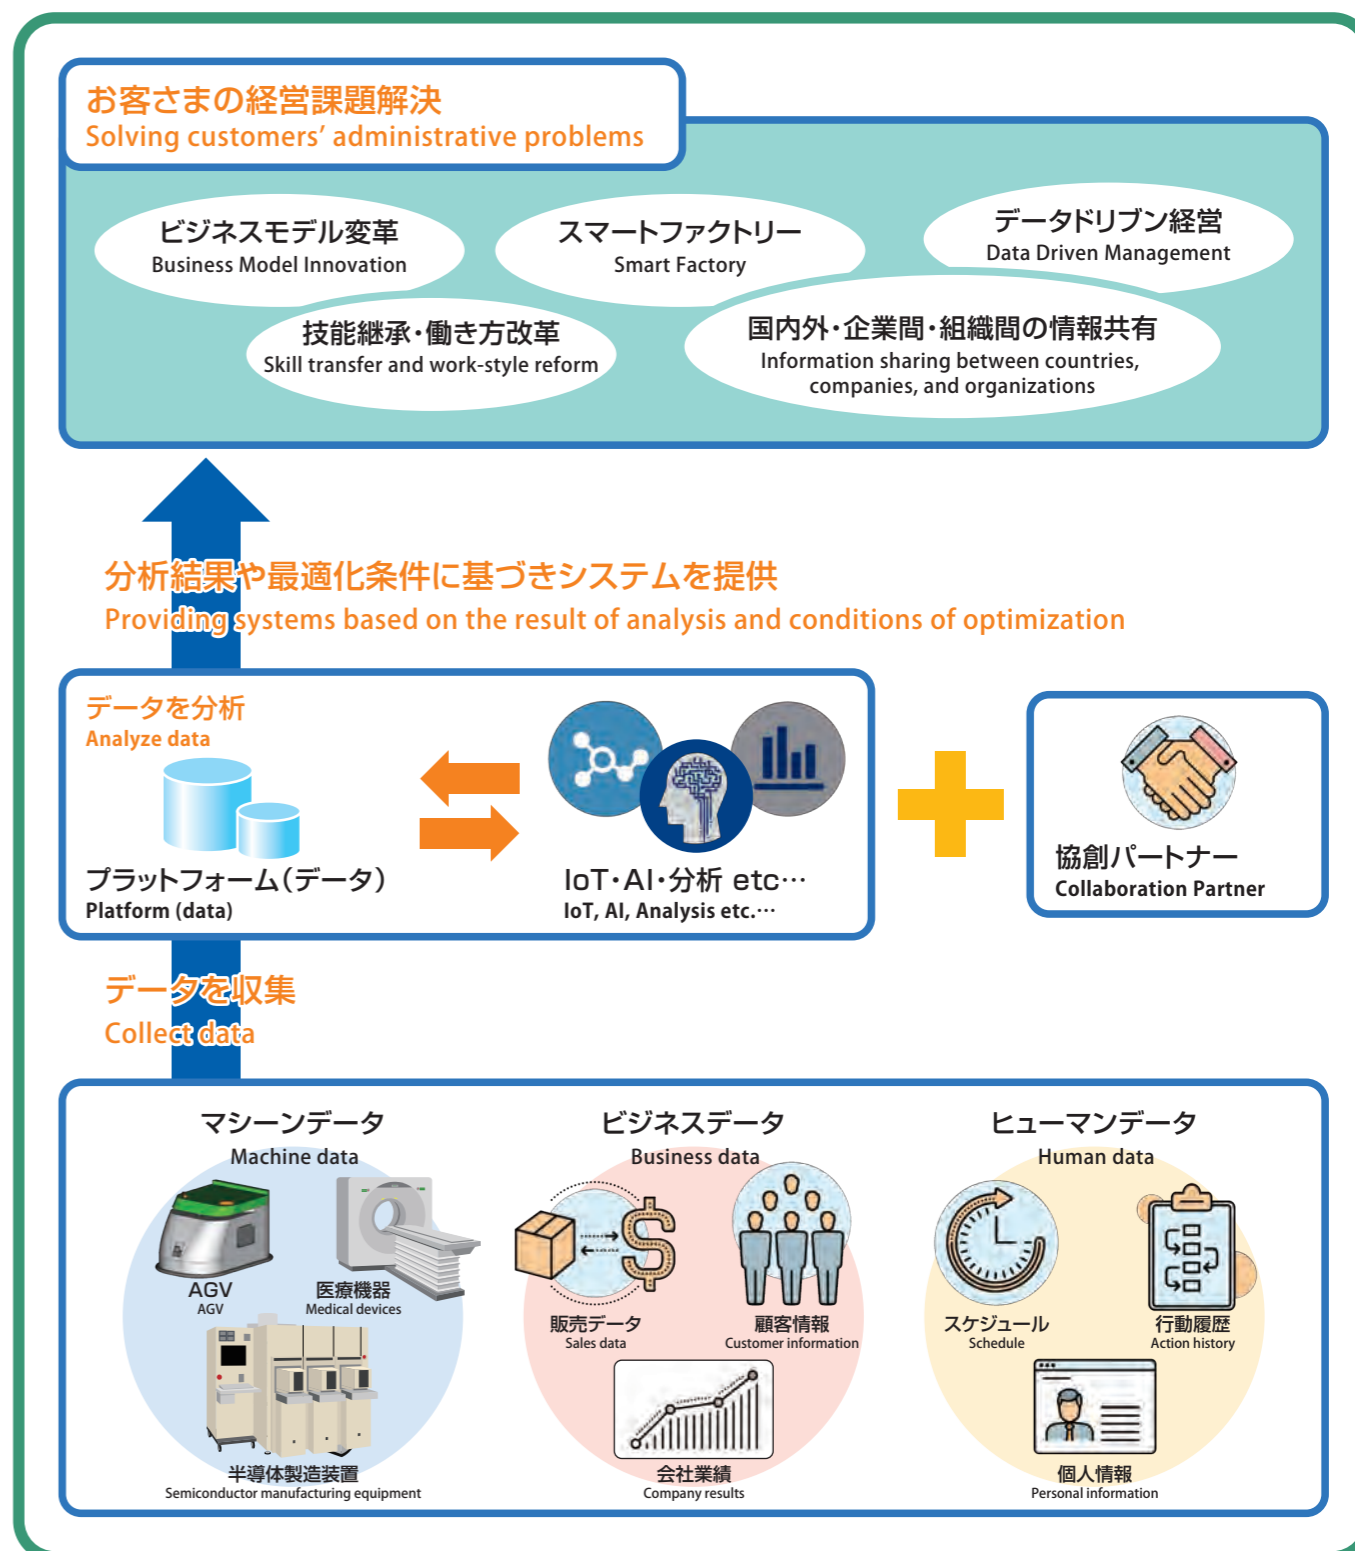 お客さまの経営課題解決
Solving customers’ administrative problems
ビジネスモデル変革
Business Model Innovation
スマートファクトリー
Smart Factory
データドリブン経営
Data Driven Management
技能継承・働き方改革
Skill transfer and work-style reform
国内外・企業間・組織間の情報共有
Information sharing between countries,
companies, and organizations
分析結果や最適化条件に基づきシステムを提供
Providing systems based on the result of analysis and conditions of optimization
データを分析
Analyze data
プラットフォーム（データ）
Platform (data)
IoT・AI・分析 etc…
IoT, AI, Analysis etc.…
協創パートナー
Collaboration Partner
データを収集
Collect data
マシーンデータ
Machine data
AGV
AGV
医療機器
Medical devices
半導体製造装置
Semiconductor manufacturing equipment
ビジネスデータ
Business data
販売データ
Sales data
顧客情報
Customer information
会社業績
Company results
ヒューマンデータ
Human data
スケジュール
Schedule
行動履歴
Action history
個人情報
Personal information